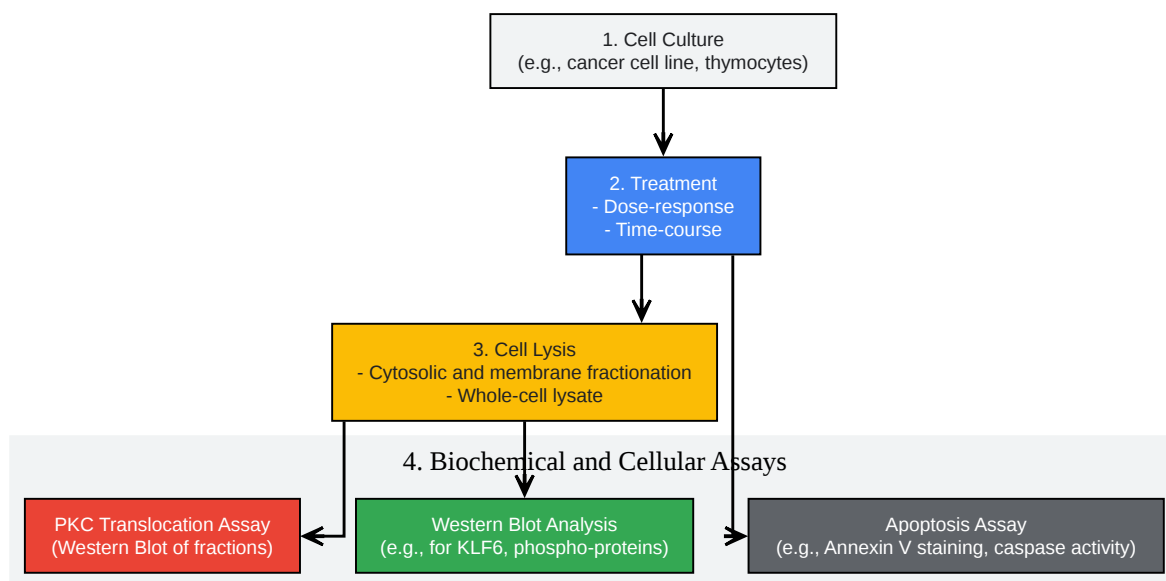 1. Cell Culture
(e.g., cancer cell line, thymocytes)
2. Treatment
- Dose-response
- Time-course
3. Cell Lysis
- Cytosolic and membrane fractionation
- Whole-cell lysate
4. Biochemical and Cellular Assays
PKC Translocation Assay
(Western Blot of fractions)
Western Blot Analysis
(e.g., for KLF6, phospho-proteins)
Apoptosis Assay
(e.g., Annexin V staining, caspase activity)